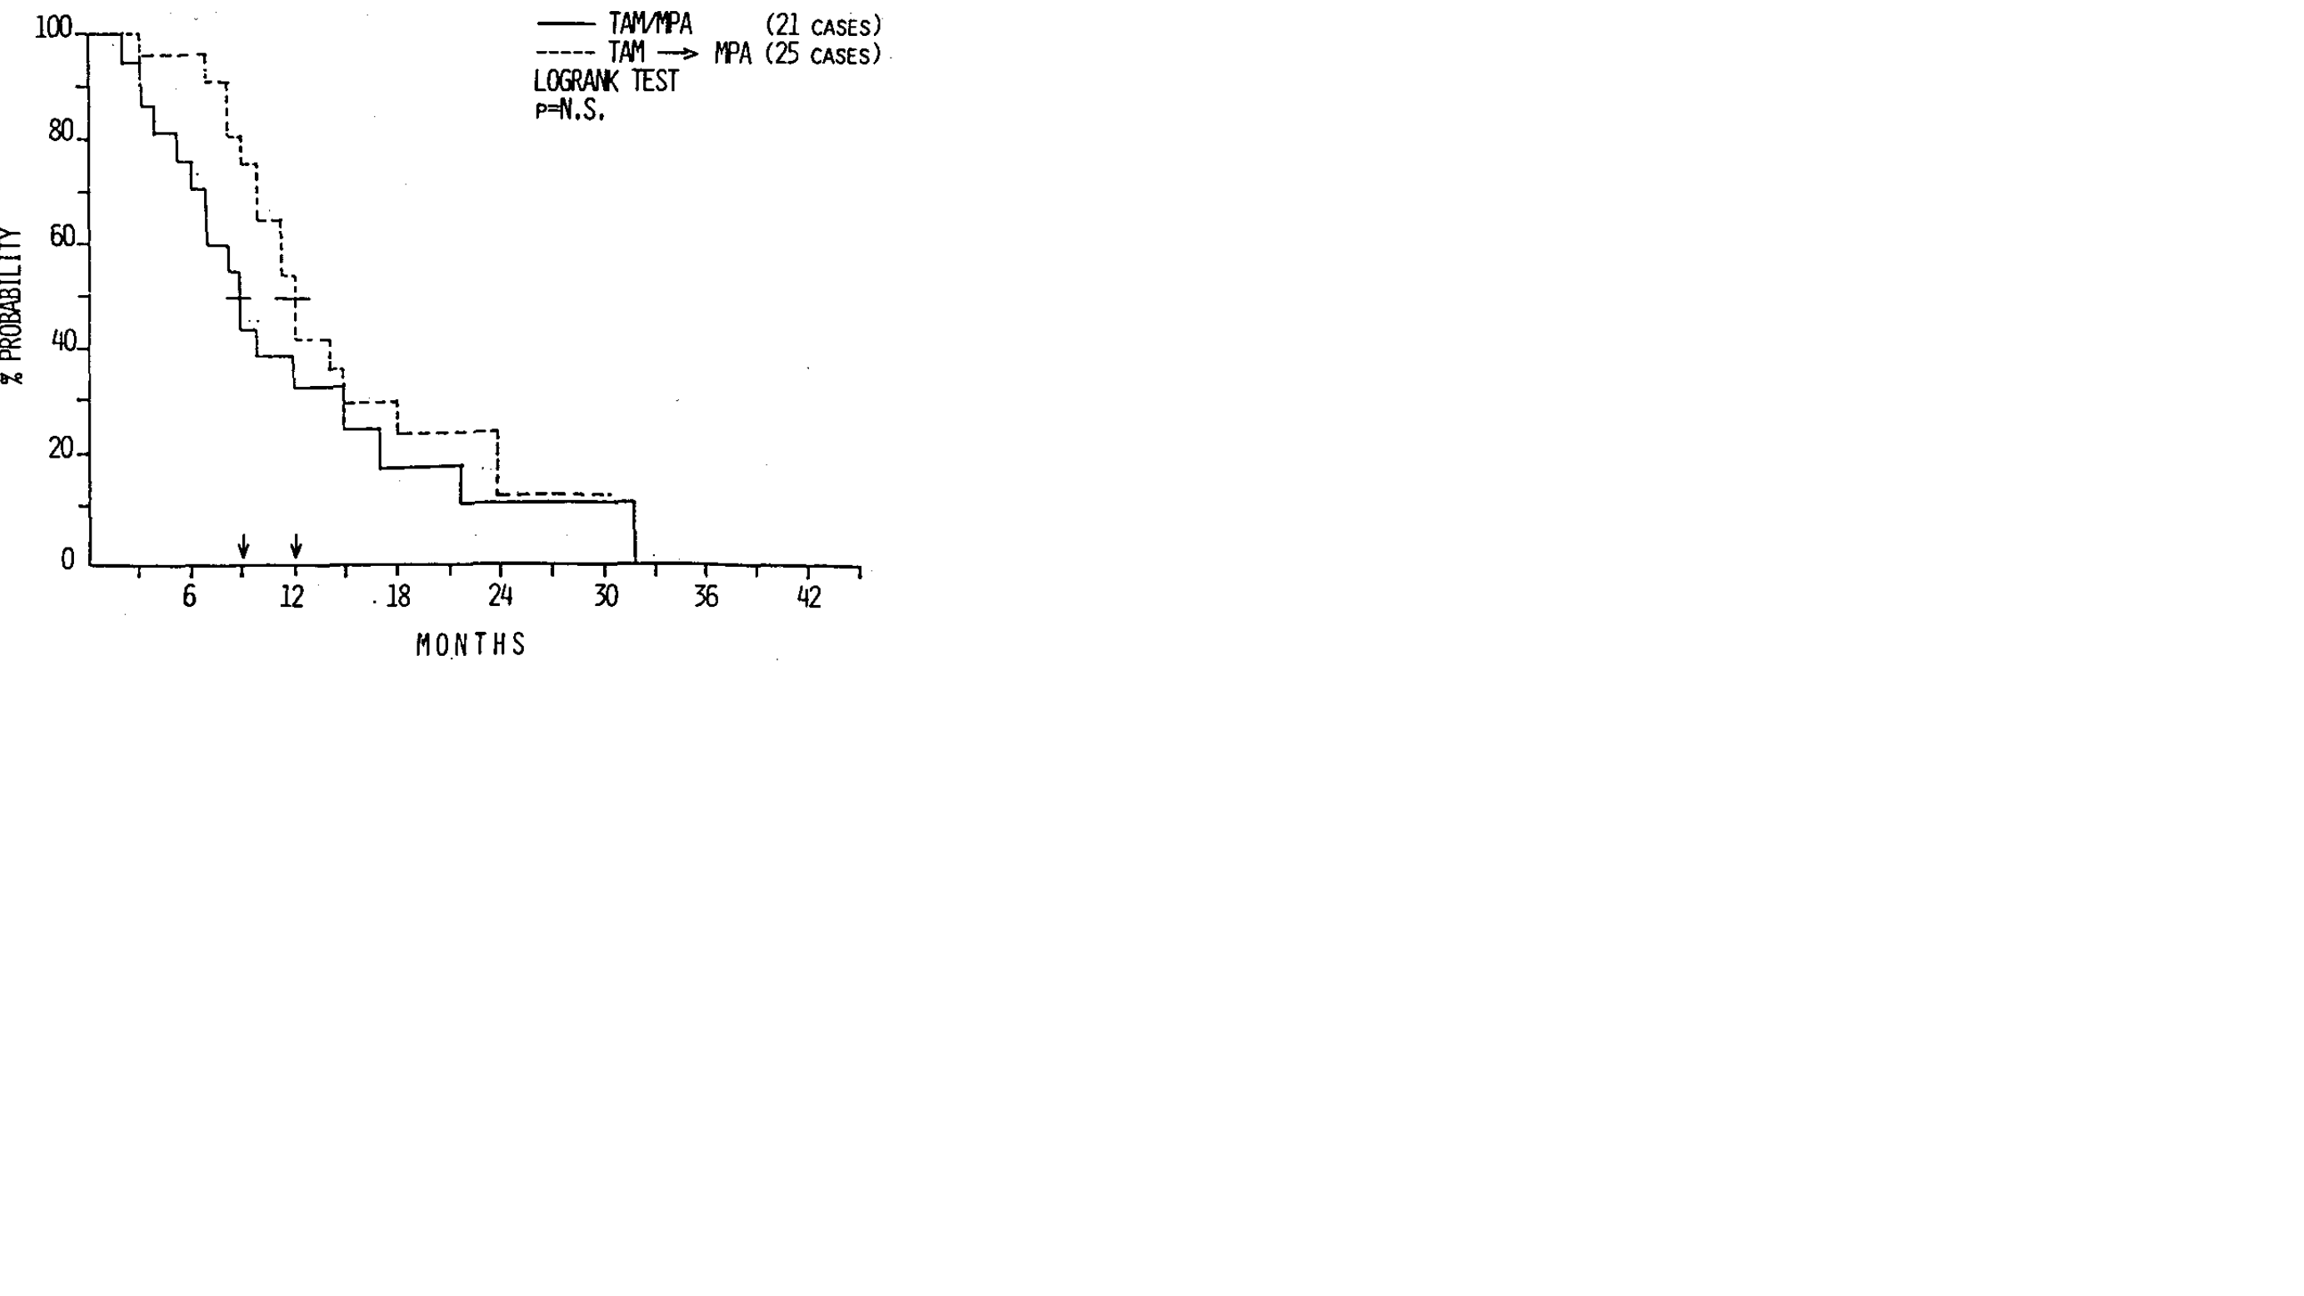 TAM/MPA (21 CASES)
TAM → MPA (25 CASES)
LOGRANK TEST
P=N.S.
% PROBABILITY
100
80
60
40
20
0
6 12 18 24 30 36 42
MONTHS